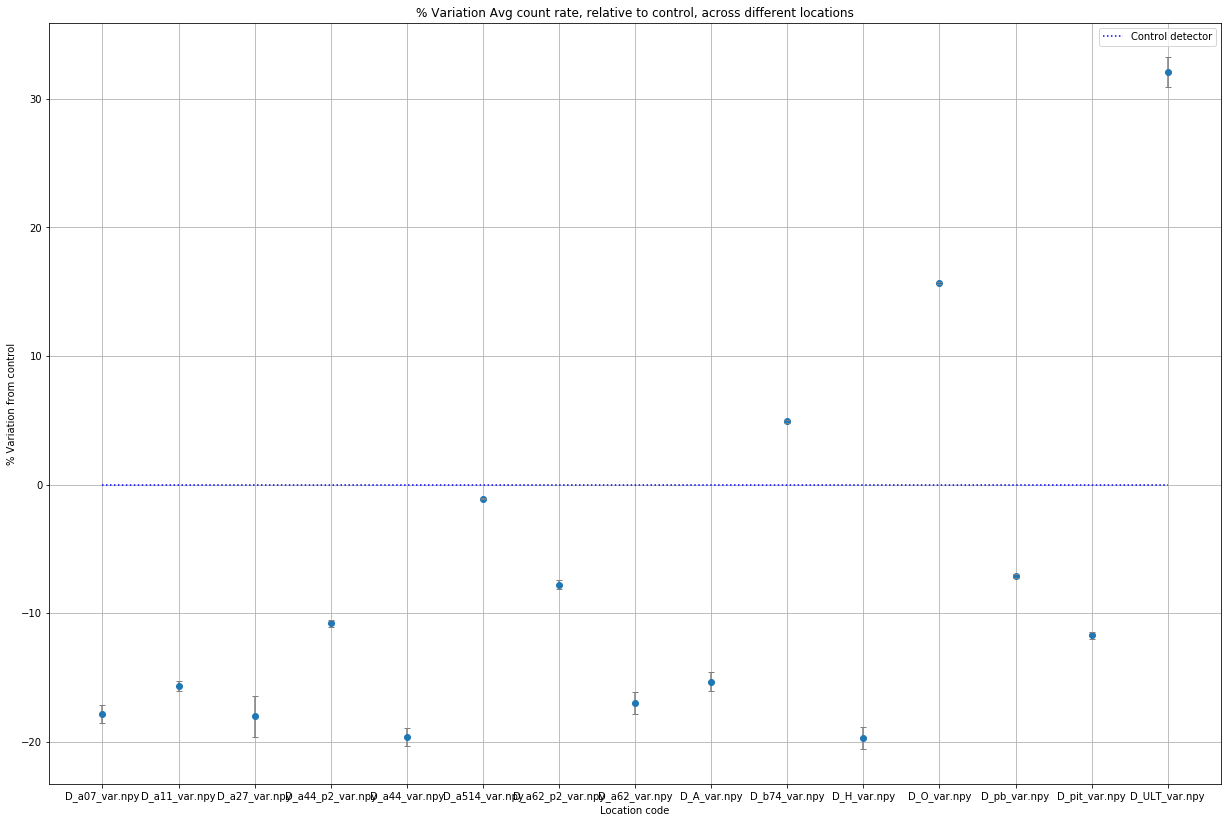 % Variation Avg count rate, relative to control, across different locations
Control detector
30
20
10
0
−10
−20
% Variation from control
D_a07_var.npy D_a11_var.npy D_a27_var.npy D_a44_p2_var.npy D_a44_var.npy D_a514_var.npy D_a62_p2_var.npy D_a62_var.npy D_A_var.npy D_b74_var.npy D_H_var.npy D_O_var.npy D_pb_var.npy D_pit_var.npy D_ULT_var.npy
Location code